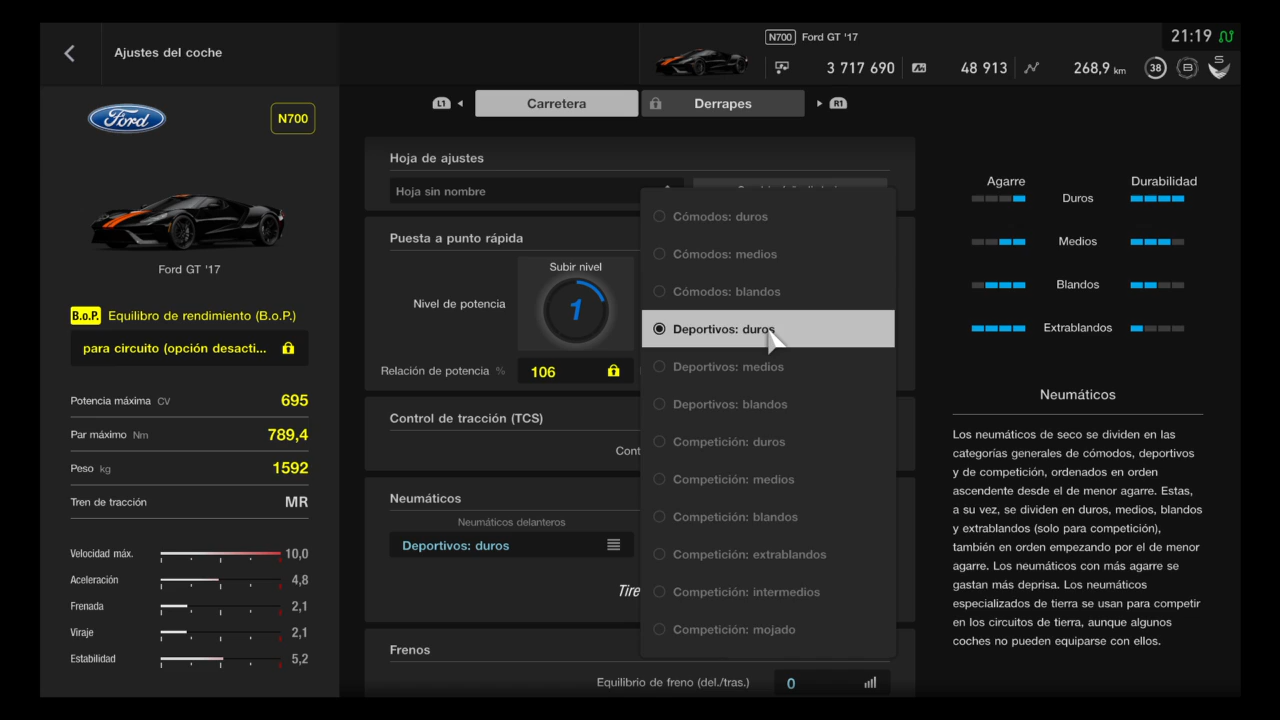 Ajustes del coche
N700 Ford GT '17
21:19
3 717 690
48 913
268,9 km
38
B
S
Ford
N700
L1
Carretera
Derrapes
R1
Hoja de ajustes
Hoja sin nombre
Puesta a punto rápida
Subir nivel
Nivel de potencia
1
Relación de potencia %
106
Control de tracción (TCS)
Cont
Neumáticos
Neumáticos delanteros
Deportivos: duros
Tire
Frenos
Equilibrio de freno (del./tras.)
0
Ford GT '17
B.o.P. Equilibro de rendimiento (B.o.P.)
para circuito (opción desacti...
Potencia máxima CV 695
Par máximo Nm 789,4
Peso kg 1592
Tren de tracción MR
Velocidad máx. 10,0
Aceleración 4,8
Frenada 2,1
Viraje 2,1
Estabilidad 5,2
Cómodos: duros
Cómodos: medios
Cómodos: blandos
Deportivos: duros
Deportivos: medios
Deportivos: blandos
Competición: duros
Competición: medios
Competición: blandos
Competición: extrablandos
Competición: intermedios
Competición: mojado
Agarre Durabilidad
Duros
Medios
Blandos
Extrablandos
Neumáticos
Los neumáticos de seco se dividen en las
categorías generales de cómodos, deportivos
y de competición, ordenados en orden
ascendente desde el de menor agarre. Estas,
a su vez, se dividen en duros, medios, blandos
y extrablandos (solo para competición),
también en orden empezando por el de menor
agarre. Los neumáticos con más agarre se
gastan más deprisa. Los neumáticos
especializados de tierra se usan para competir
en los circuitos de tierra, aunque algunos
coches no pueden equiparse con ellos.